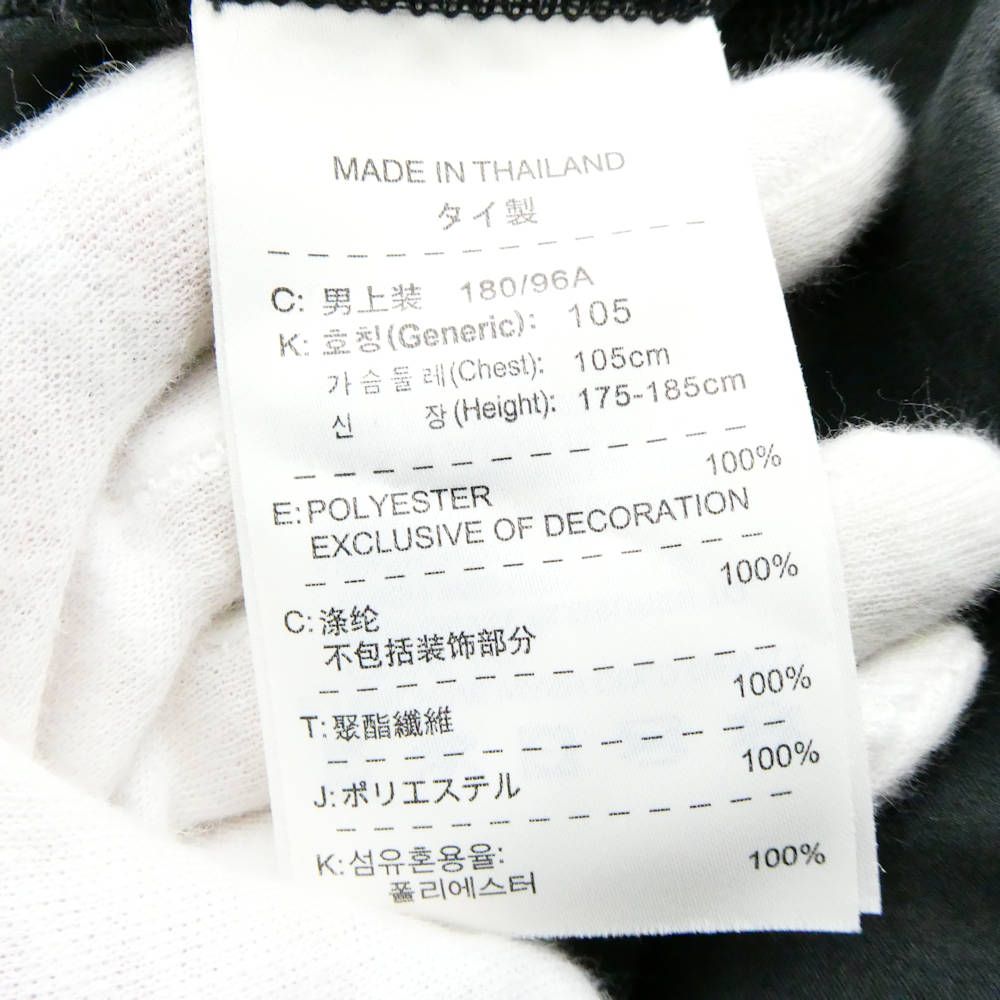 MADE IN THAILAND
タイ製
C: 男上装 180/96A
K: 호칭(Generic): 105
가슴둘레(Chest): 105cm
신 장(Height): 175-185cm
100%
E:POLYESTER
EXCLUSIVE OF DECORATION
100%
C:涤纶
不包括装饰部分
100%
T:聚酯纖維
100%
J:ポリエステル
K:섬유혼용율:
폴리에스터 100%